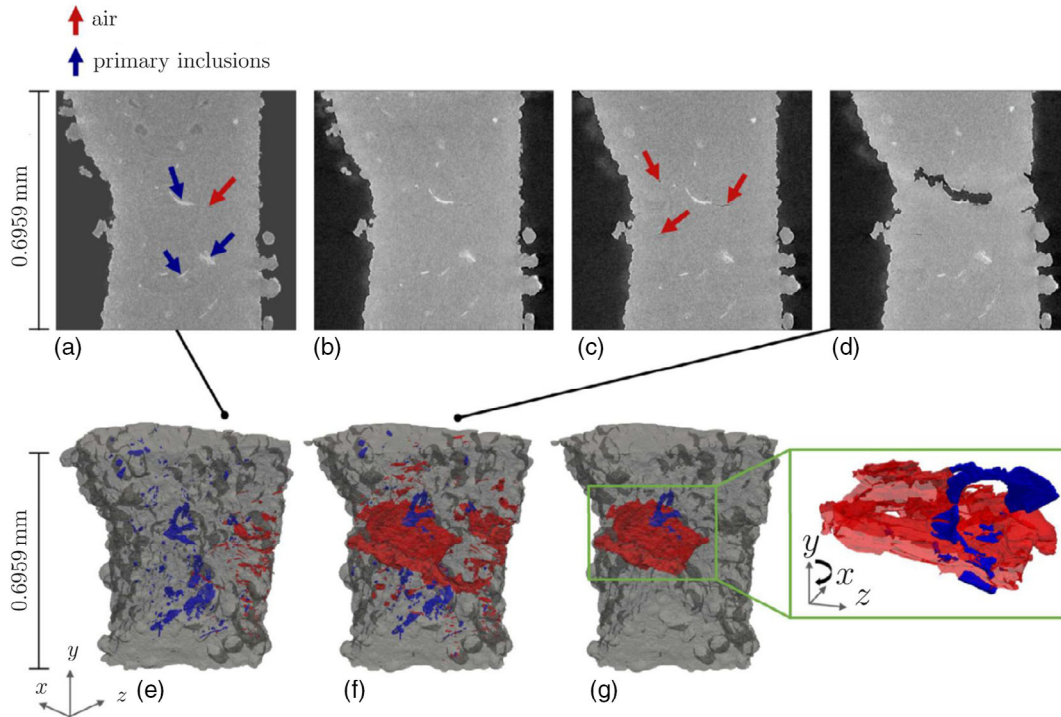 air
primary inclusions
0.6959 mm
(a)
(b)
(c)
(d)
0.6959 mm
y
x
z
y
x
z
(e)
(f)
(g)